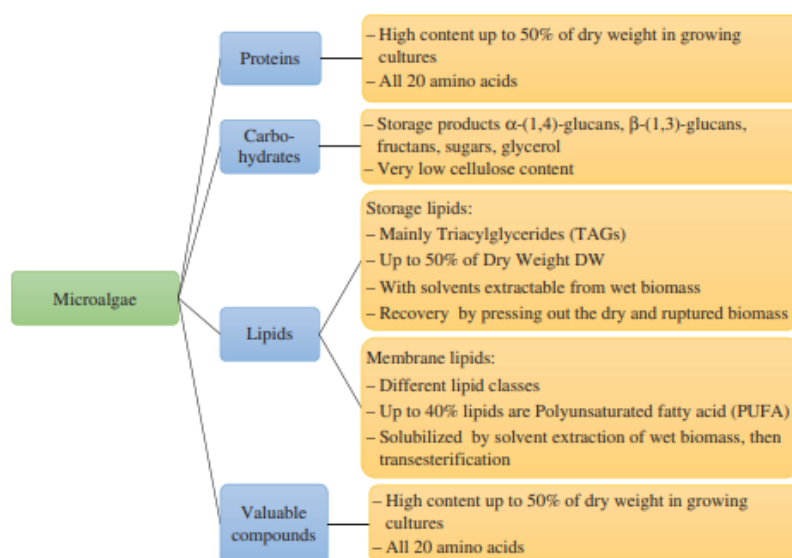 Microalgae
Proteins
– High content up to 50% of dry weight in growing
cultures
– All 20 amino acids
Carbo-
hydrates
– Storage products α-(1,4)-glucans, β-(1,3)-glucans,
fructans, sugars, glycerol
– Very low cellulose content
Lipids
Storage lipids:
– Mainly Triacylglycerides (TAGs)
– Up to 50% of Dry Weight DW
– With solvents extractable from wet biomass
– Recovery by pressing out the dry and ruptured biomass
Membrane lipids:
– Different lipid classes
– Up to 40% lipids are Polyunsaturated fatty acid (PUFA)
– Solubilized by solvent extraction of wet biomass, then
transesterification
Valuable
compounds
– High content up to 50% of dry weight in growing
cultures
– All 20 amino acids